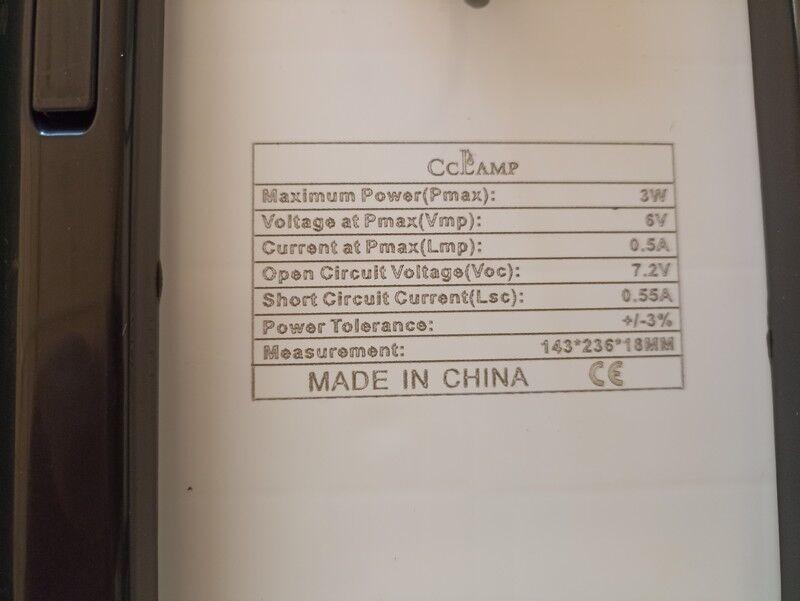 CCLAMP
Maximum Power(Pmax): 3W
Voltage at Pmax(Vmp): 6V
Current at Pmax(Lmp): 0.5A
Open Circuit Voltage(Voc): 7.2V
Short Circuit Current(Lsc): 0.55A
Power Tolerance: +/-3%
Measurement: 143*236*18MM
MADE IN CHINA CE